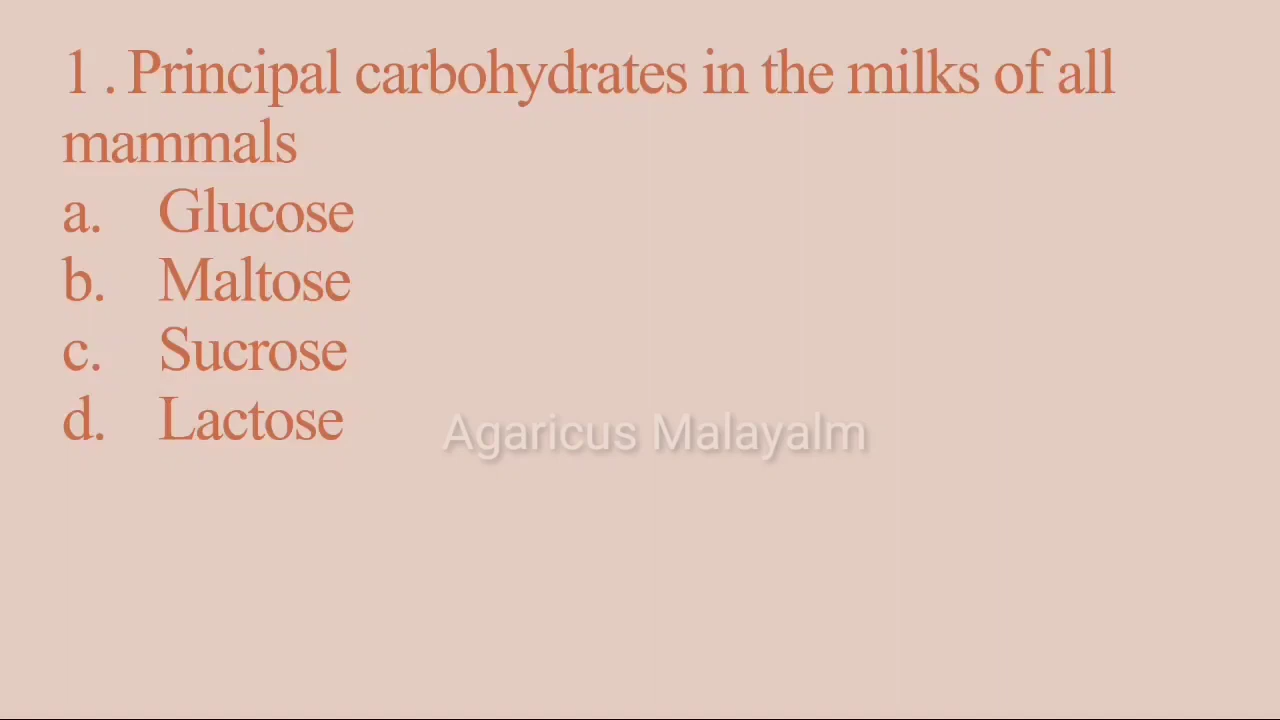 1 . Principal carbohydrates in the milks of all
mammals
a. Glucose
b. Maltose
c. Sucrose
d. Lactose
Agaricus Malayalm